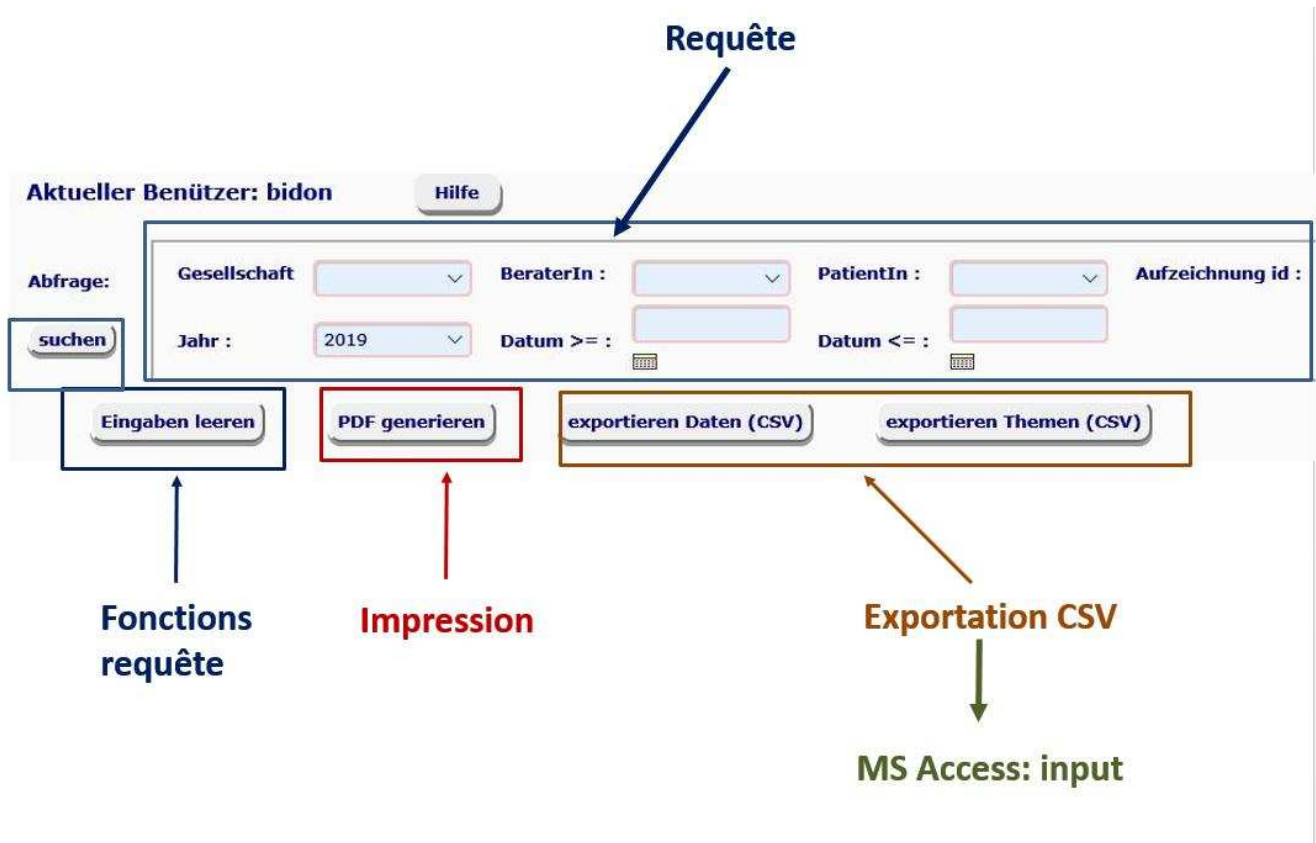 Requête
Aktueller Benützer: bidon Hilfe
Abfrage: Gesellschaft BeraterIn : PatientIn : Aufzeichnung id :
suchen Jahr : 2019 Datum >= : Datum <= :
Eingaben leeren PDF generieren exportieren Daten (CSV) exportieren Themen (CSV)
Fonctions requête Impression Exportation CSV
MS Access: input